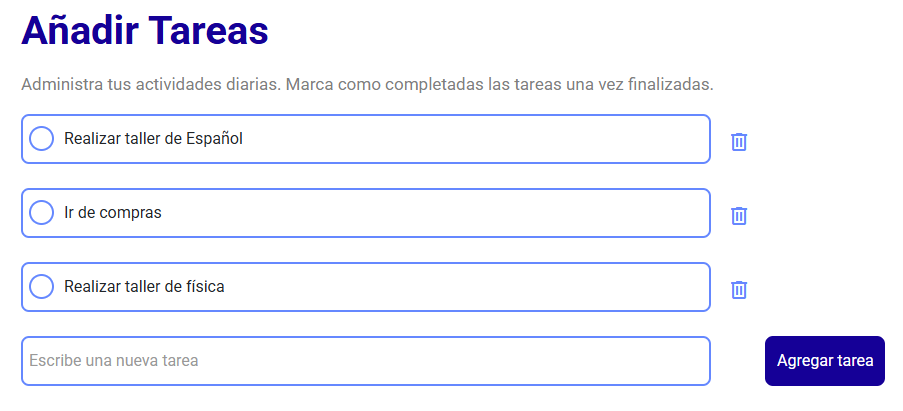 Añadir Tareas
Administra tus actividades diarias. Marca como completadas las tareas una vez finalizadas.
Realizar taller de Español
Ir de compras
Realizar taller de física
Escribe una nueva tarea
Agregar tarea